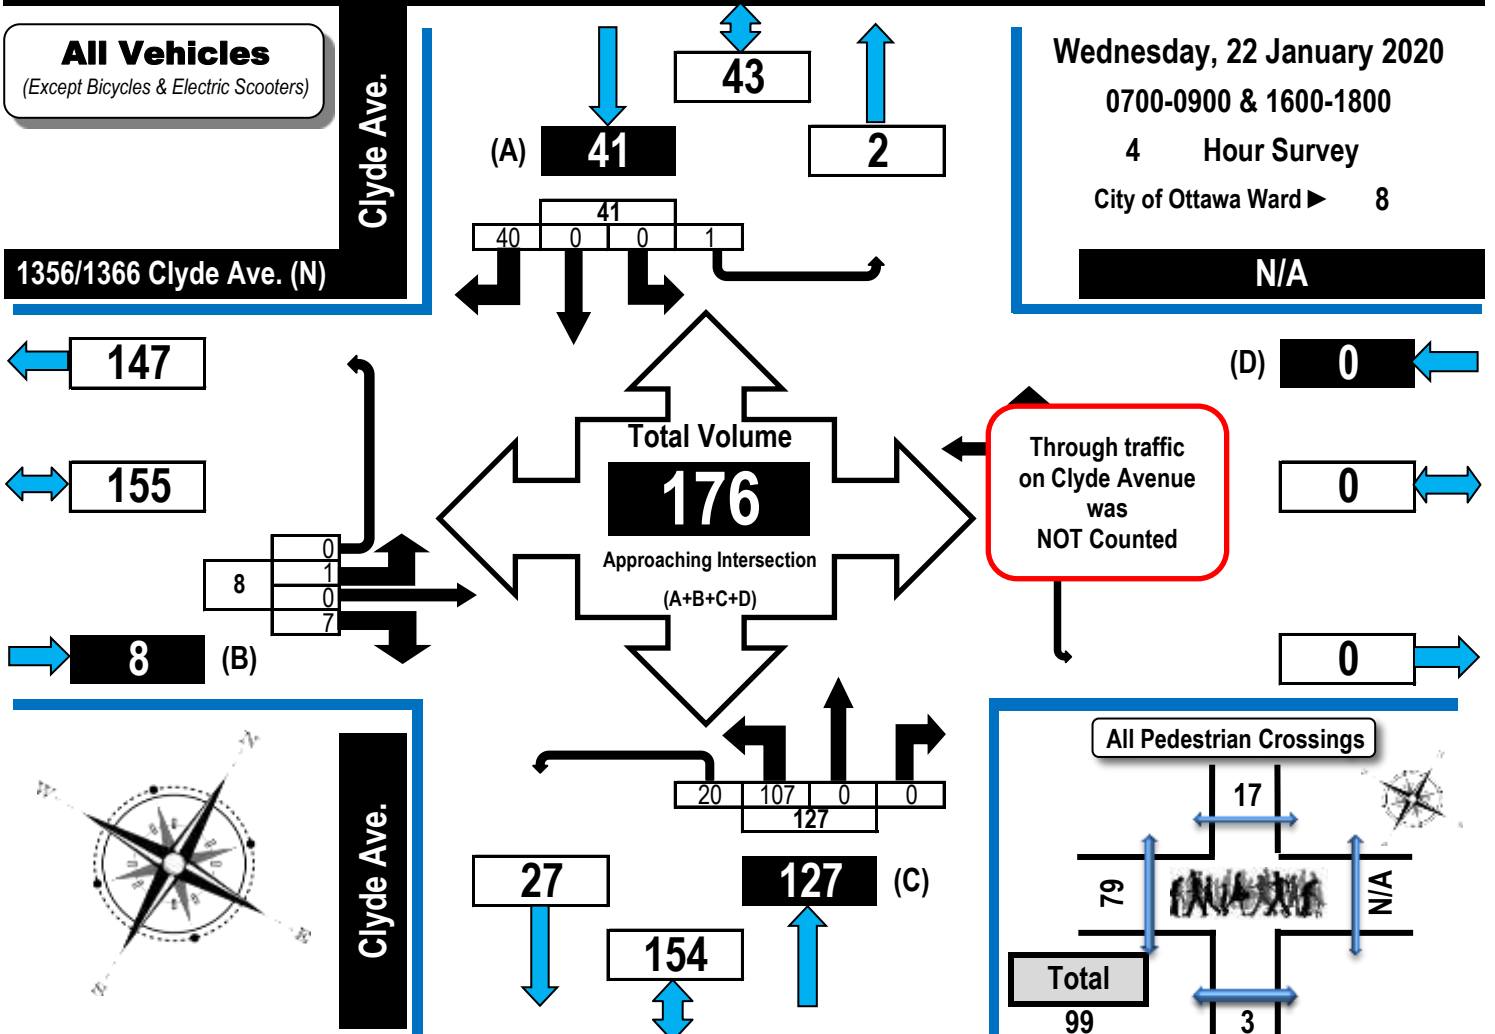 All Vehicles
(Except Bicycles & Electric Scooters)
Clyde Ave.
1356/1366 Clyde Ave. (N)
43
(A)
41
2
41
40
0
0
1
Wednesday, 22 January 2020
0700-0900 & 1600-1800
4 Hour Survey
City of Ottawa Ward ► 8
N/A
147
155
0
1
0
7
8
8
(B)
Total Volume
176
Approaching Intersection
(A+B+C+D)
(D)
0
Through traffic
on Clyde Avenue
was
NOT Counted
0
0
N
W
E
S
Clyde Ave.
20
107
0
0
127
27
127
(C)
154
All Pedestrian Crossings
17
79
N/A
Total
99
3